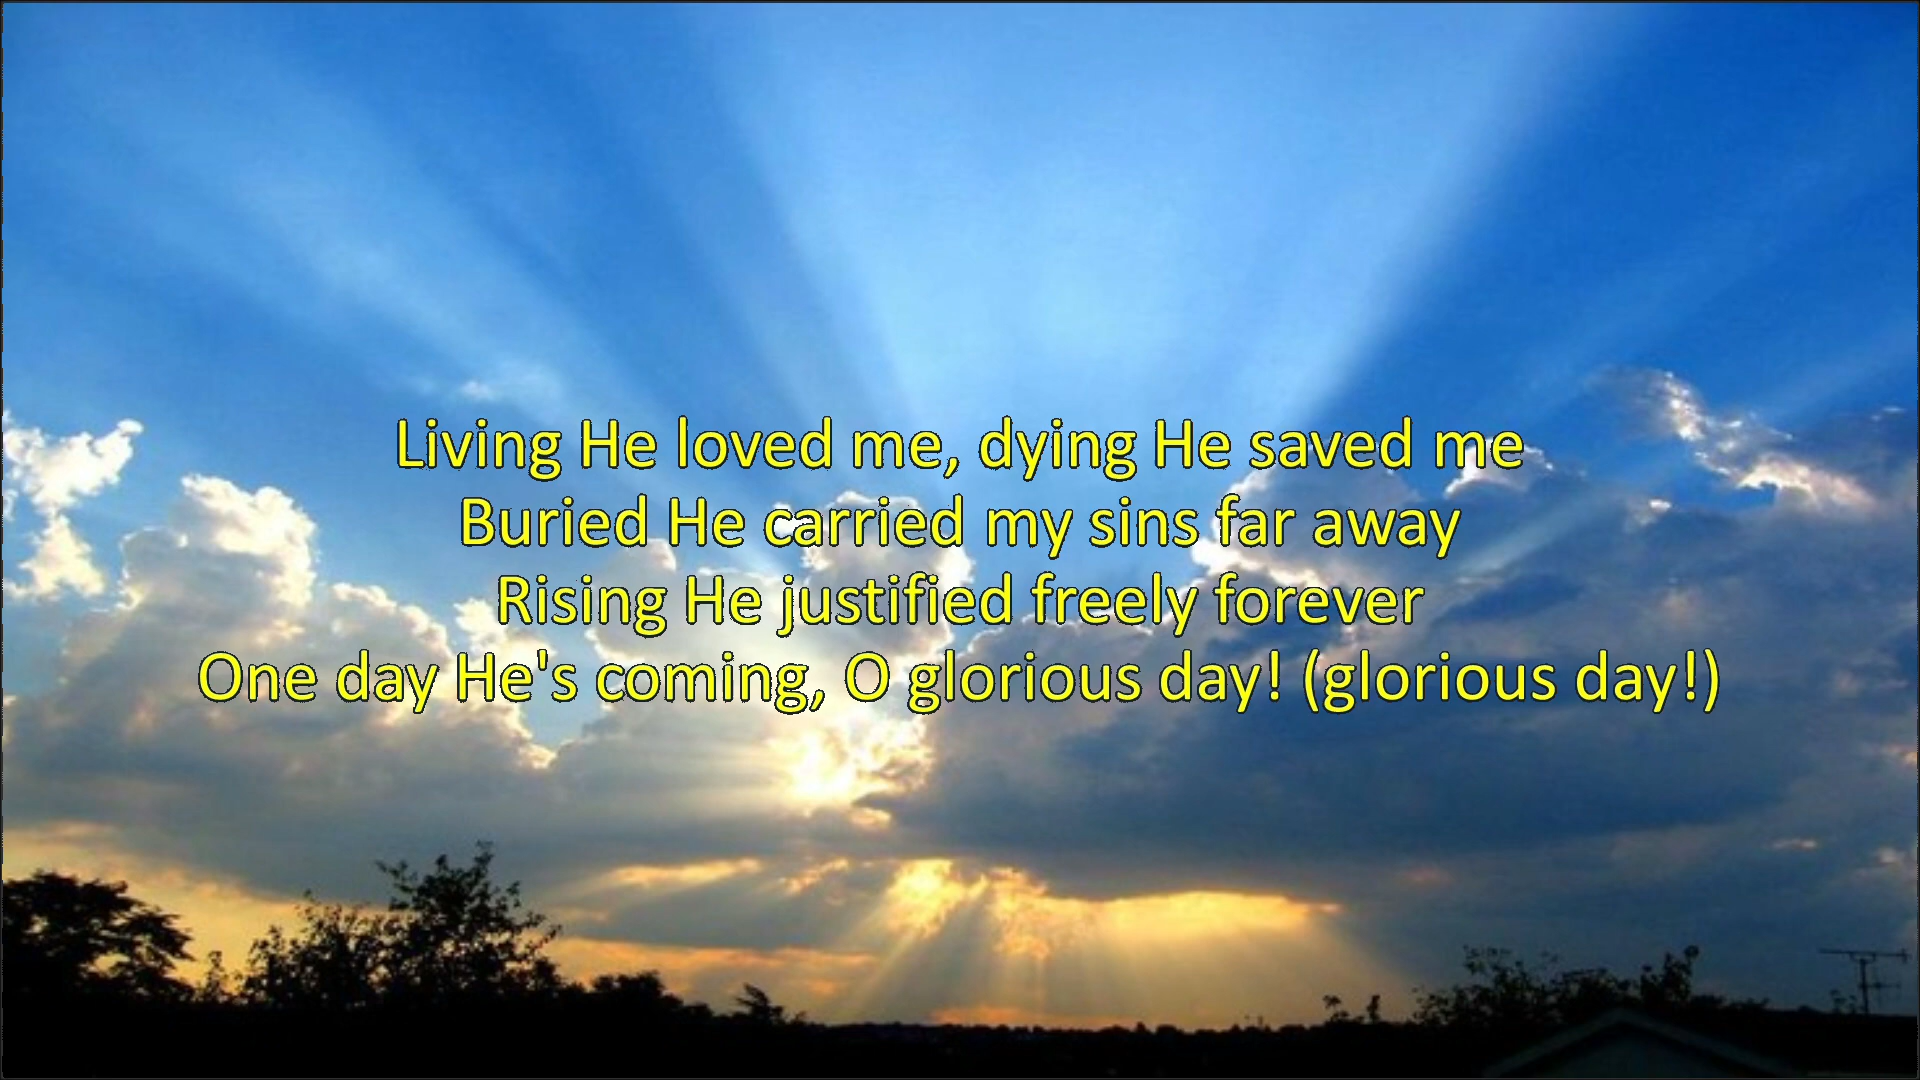 Living He loved me, dying He saved me
Buried He carried my sins far away
Rising He justified freely forever
One day He's coming, O glorious day! (glorious day!)